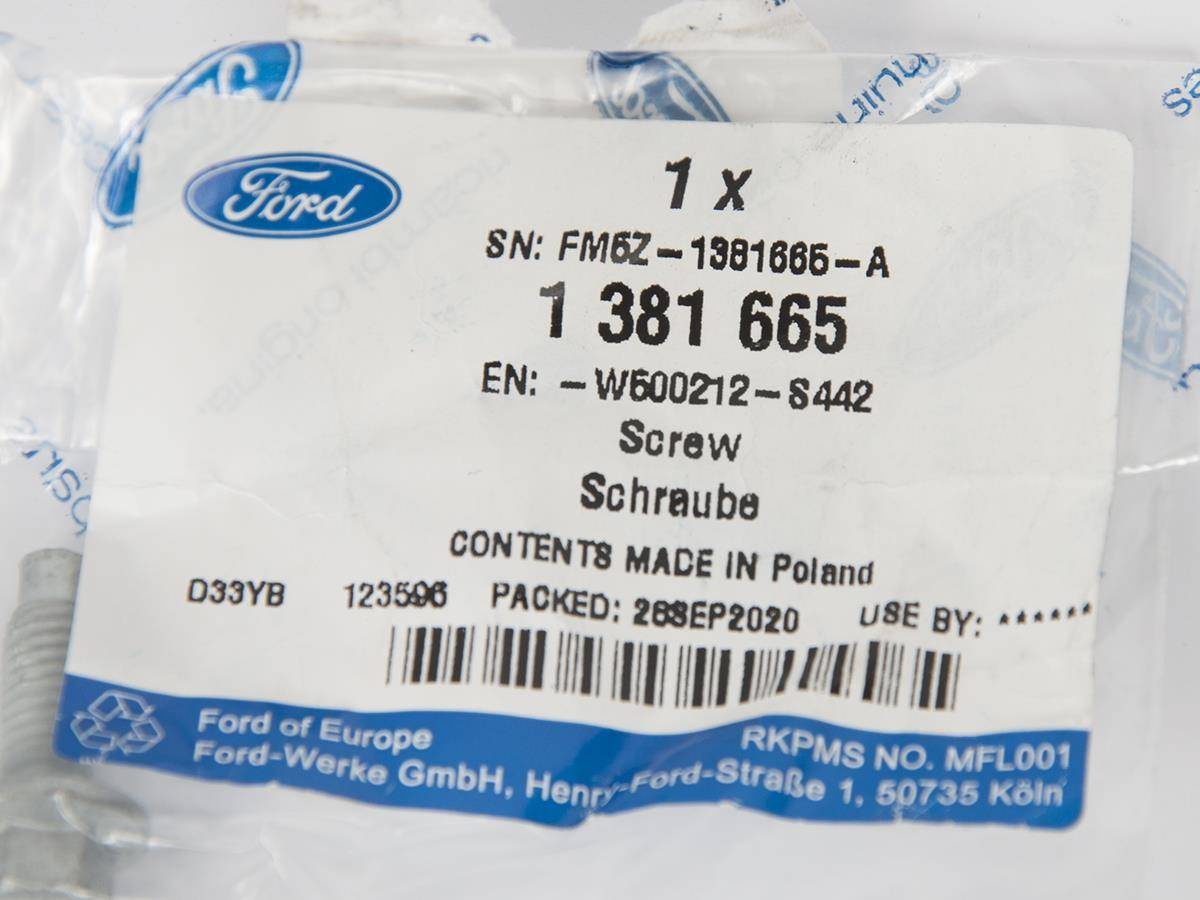 Ford
1 x
SN: FM5Z-1381665-A
1 381 665
EN: -W500212-S442
Screw
Schraube
CONTENTS MADE IN Poland
D33YB 123596 PACKED: 28SEP2020 USE BY: ******
Ford of Europe
RKPMS NO. MFL001
Ford-Werke GmbH, Henry-Ford-Straße 1, 50735 Köln